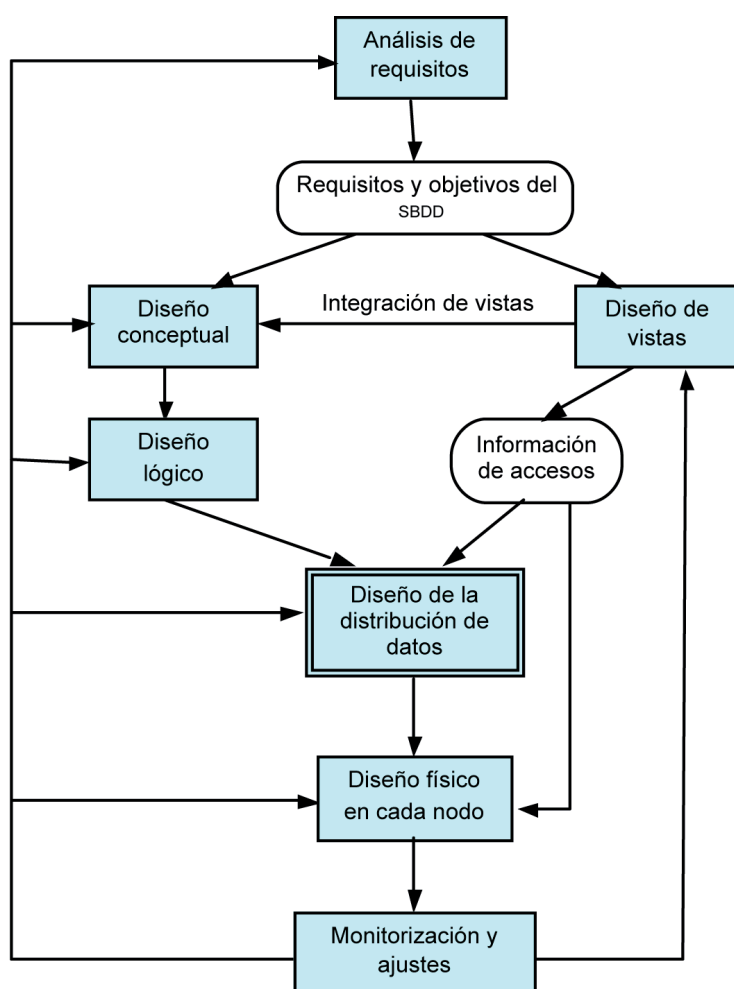 Análisis de
requisitos
Requisitos y objetivos del
SBDD
Diseño
conceptual
Integración de vistas
Diseño de
vistas
Diseño
lógico
Información
de accesos
Diseño de la
distribución de
datos
Diseño físico
en cada nodo
Monitorización y
ajustes